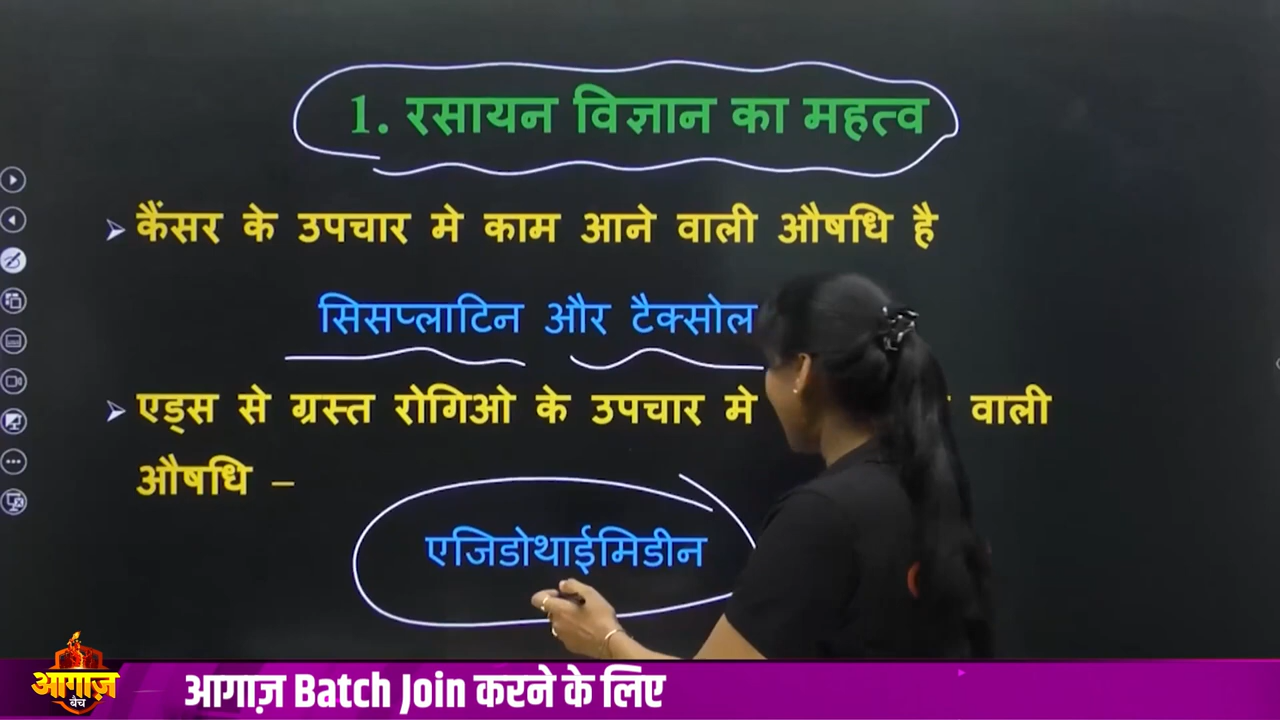 1. रसायन विज्ञान का महत्व
➢ कैंसर के उपचार मे काम आने वाली औषधि है
सिसप्लाटिन और टैक्सोल
➢ एड्स से ग्रस्त रोगिओ के उपचार मे वाली
औषधि –
एजिडोथाईमिडीन
आगाज़
बैच
आगाज़ Batch Join करने के लिए